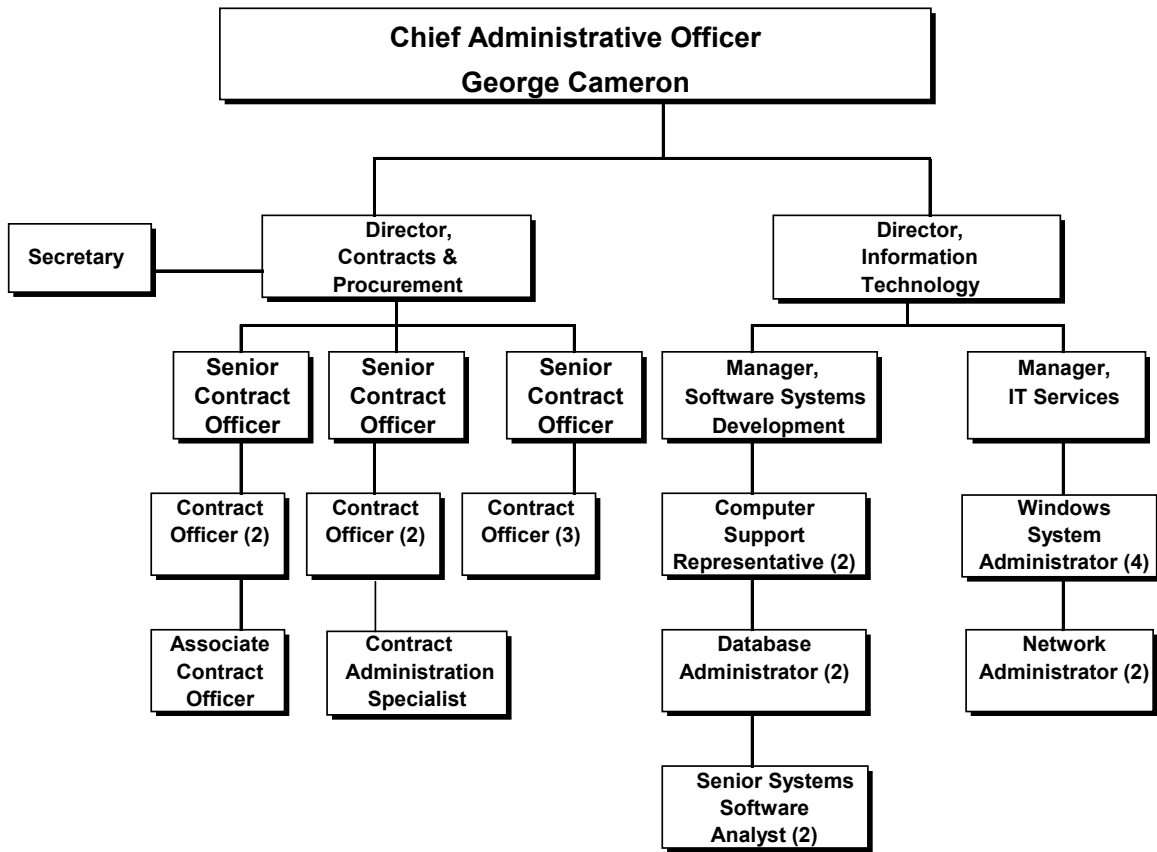 Chief Administrative Officer
George Cameron
Secretary
Director,
Contracts &
Procurement
Director,
Information
Technology
Senior
Contract
Officer
Senior
Contract
Officer
Senior
Contract
Officer
Manager,
Software Systems
Development
Manager,
IT Services
Contract
Officer (2)
Contract
Officer (2)
Contract
Officer (3)
Computer
Support
Representative (2)
Windows
System
Administrator (4)
Associate
Contract
Officer
Contract
Administration
Specialist
Database
Administrator (2)
Network
Administrator (2)
Senior Systems
Software
Analyst (2)